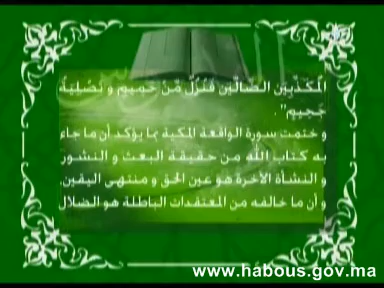 المكذبين الضالين فنزل من حميم و تصلية
جحيم".
و ختمت سورة الواقعة المكية بما يؤكد أن ما جاء
به كتاب الله من حقيقة البعث و النشور
و النشأة الآخرة هو عين الحق و منتهى اليقين.
و أن ما خالفه من المعتقدات الباطلة هو الضلال
www.habous.gov.ma